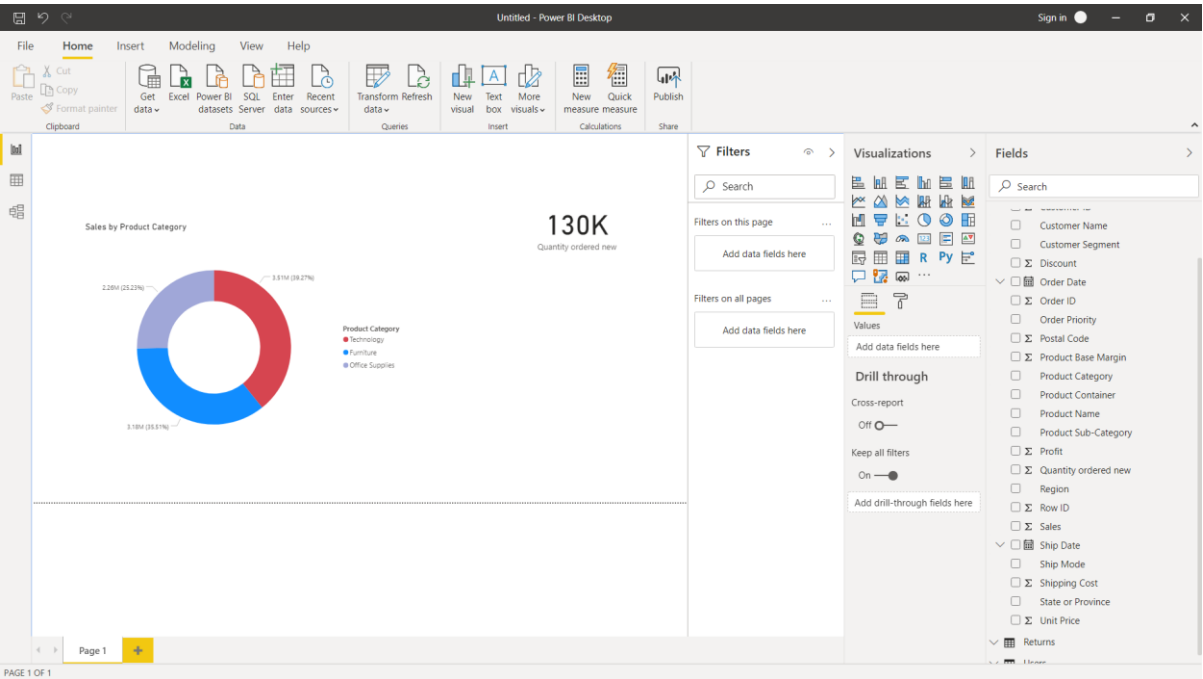 Untitled - Power BI Desktop
Sign in
File Home Insert Modeling View Help
Paste
Cut
Copy
Format painter
Clipboard
Get data
Excel
Power BI datasets
SQL Server
Enter data
Recent sources
Data
Transform data
Refresh
Queries
New visual
Text box
More visuals
Insert
New measure
Quick measure
Calculations
Publish
Share
Sales by Product Category
2.28M (25.23%)
3.51M (39.27%)
3.18M (35.51%)
Product Category
Technology
Furniture
Office Supplies
130K
Quantity ordered new
Filters
Search
Filters on this page
...
Add data fields here
Filters on all pages
...
Add data fields here
Visualizations
123
R Py
...
Values
Add data fields here
Drill through
Cross-report
Off
Keep all filters
On
Add drill-through fields here
Fields
Search
Customer Name
Customer Segment
Σ Discount
Order Date
Σ Order ID
Order Priority
Σ Postal Code
Σ Product Base Margin
Product Category
Product Container
Product Name
Product Sub-Category
Σ Profit
Σ Quantity ordered new
Region
Σ Row ID
Σ Sales
Ship Date
Ship Mode
Σ Shipping Cost
State or Province
Σ Unit Price
Returns
Page 1
PAGE 1 OF 1